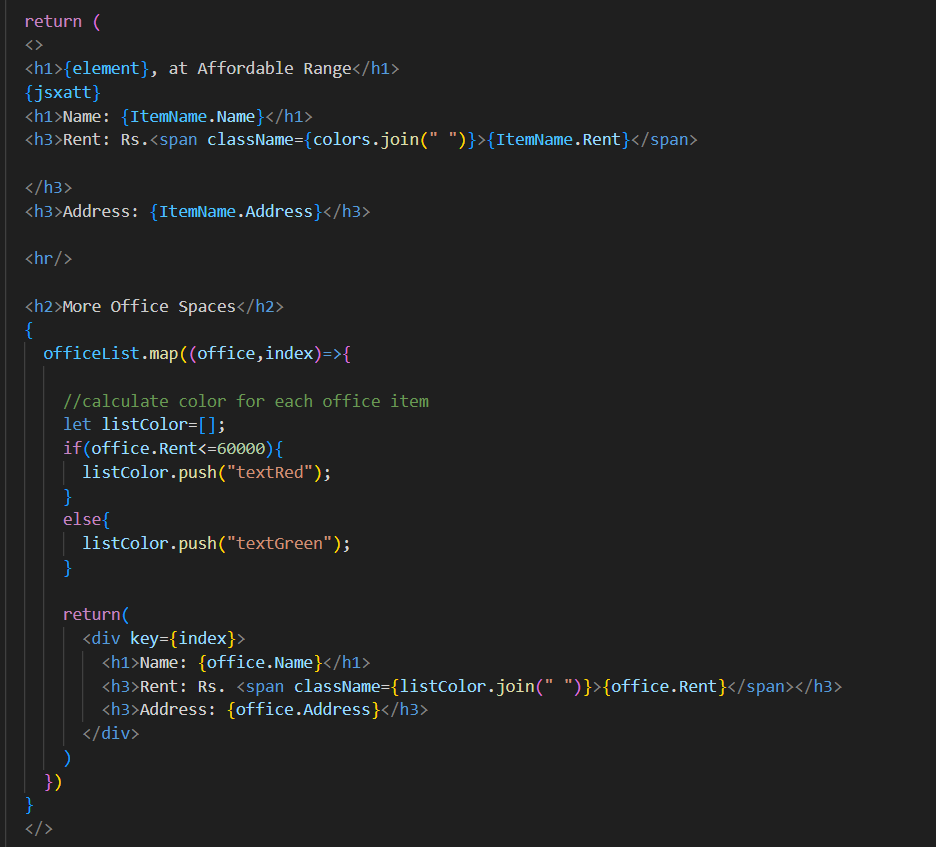 return (
<>
<h1>{element}, at Affordable Range</h1>
{jsxatt}
<h1>Name: {ItemName.Name}</h1>
<h3>Rent: Rs.<span className={colors.join(" ")}>{ItemName.Rent}</span>
</h3>
<h3>Address: {ItemName.Address}</h3>
<hr/>
<h2>More Office Spaces</h2>
{
officeList.map((office,index)=>{
//calculate color for each office item
let listColor=[];
if(office.Rent<=60000){
listColor.push("textRed");
}
else{
listColor.push("textGreen");
}
return(
<div key={index}>
<h1>Name: {office.Name}</h1>
<h3>Rent: Rs. <span className={listColor.join(" ")}>{office.Rent}</span></h3>
<h3>Address: {office.Address}</h3>
</div>
)
})
}
</>